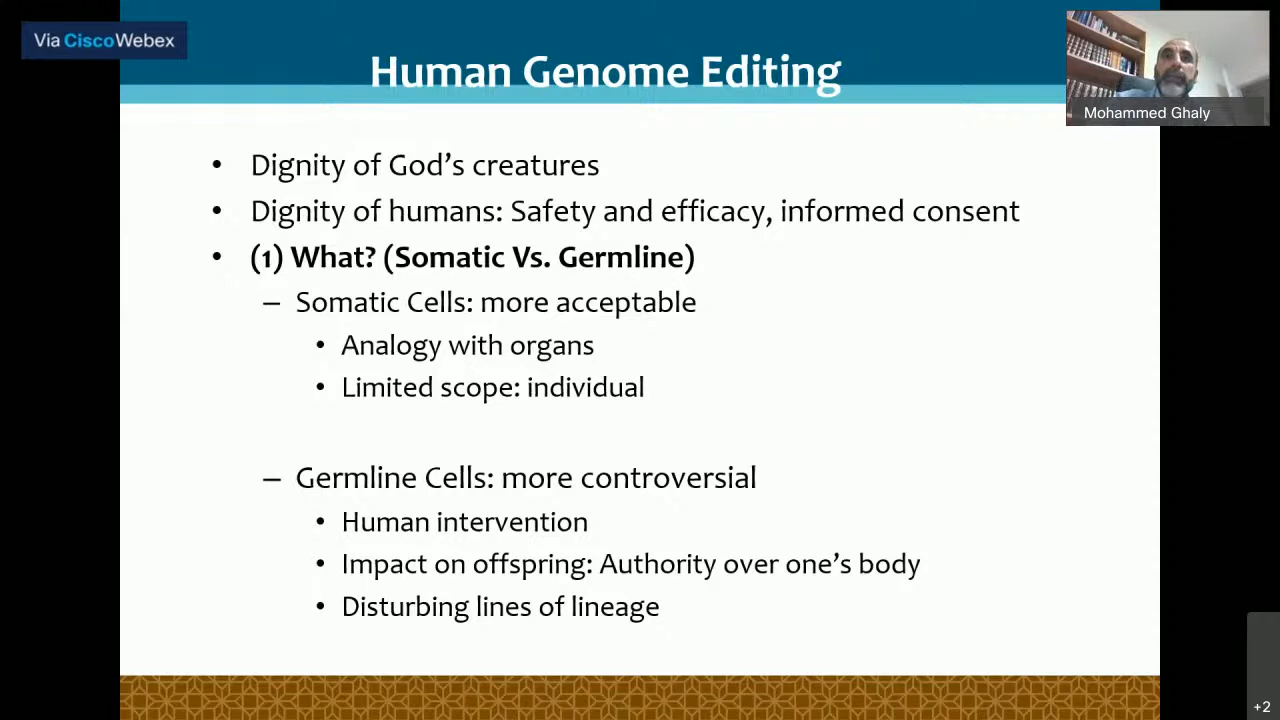 Via CiscoWebex
Human Genome Editing
Mohammed Ghaly
• Dignity of God’s creatures
• Dignity of humans: Safety and efficacy, informed consent
• (1) What? (Somatic Vs. Germline)
– Somatic Cells: more acceptable
• Analogy with organs
• Limited scope: individual
– Germline Cells: more controversial
• Human intervention
• Impact on offspring: Authority over one’s body
• Disturbing lines of lineage
+2